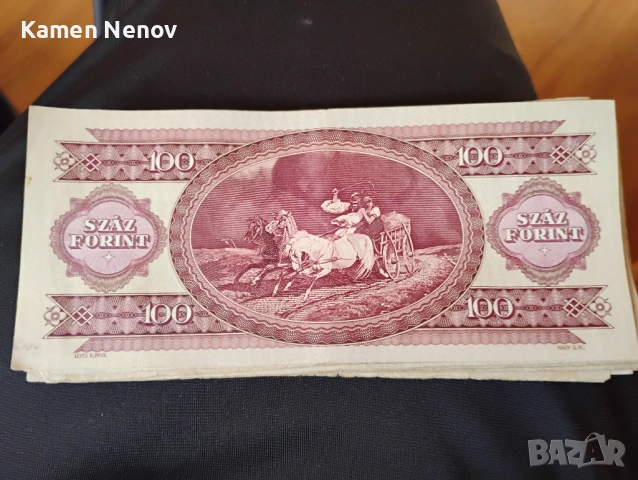 Kamen Nenov
100 100
SZÁZ
FORINT
SZÁZ
FORINT
100 100
BAZAR